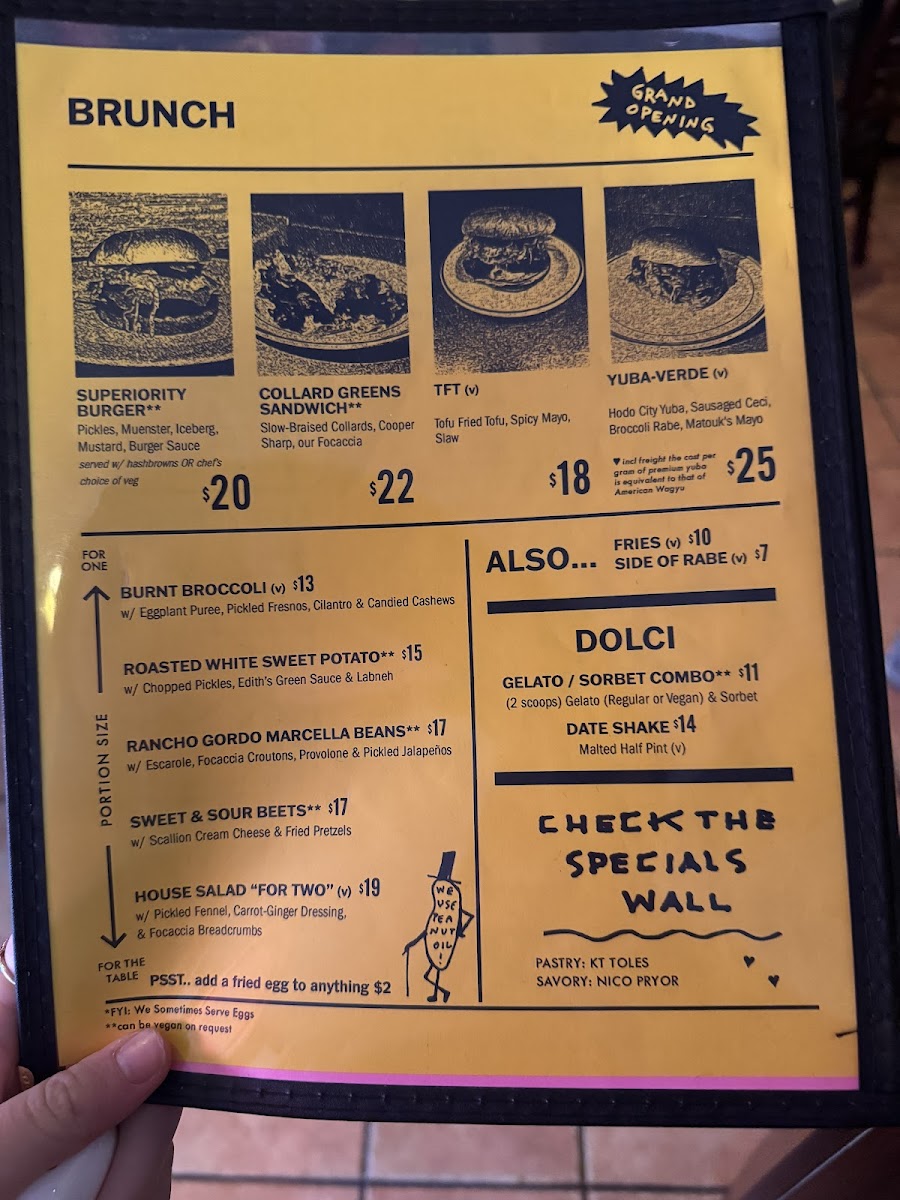 BRUNCH
GRAND
OPENING
SUPERIORITY
BURGER**
Pickles, Muenster, Iceberg,
Mustard, Burger Sauce
served w/ hashbrowns OR chef's
choice of veg
$20
COLLARD GREENS
SANDWICH**
Slow-Braised Collards, Cooper
Sharp, our Focaccia
$22
TFT (v)
Tofu Fried Tofu, Spicy Mayo,
Slaw
$18
YUBA-VERDE (v)
Hodo City Yuba, Sausaged Ceci,
Broccoli Rabe, Matouk's Mayo
♥ incl freight the cost per
gram of premium yuba
is equivalent to that of
American Wagyu
$25
FOR
ONE
PORTION SIZE
FOR THE
TABLE
BURNT BROCCOLI (v) $13
w/ Eggplant Puree, Pickled Fresnos, Cilantro & Candied Cashews
ROASTED WHITE SWEET POTATO** $15
w/ Chopped Pickles, Edith's Green Sauce & Labneh
RANCHO GORDO MARCELLA BEANS** $17
w/ Escarole, Focaccia Croutons, Provolone & Pickled Jalapeños
SWEET & SOUR BEETS** $17
w/ Scallion Cream Cheese & Fried Pretzels
HOUSE SALAD "FOR TWO" (v) $19
w/ Pickled Fennel, Carrot-Ginger Dressing,
& Focaccia Breadcrumbs
PSST.. add a fried egg to anything $2
WE
USE
PEA
NUT
OIL!
ALSO...
FRIES (v) $10
SIDE OF RABE (v) $7
DOLCI
GELATO / SORBET COMBO** $11
(2 scoops) Gelato (Regular or Vegan) & Sorbet
DATE SHAKE $14
Malted Half Pint (v)
CHECK THE
SPECIALS
WALL
PASTRY: KT TOLES
SAVORY: NICO PRYOR
*FYI: We Sometimes Serve Eggs
**can be vegan on request